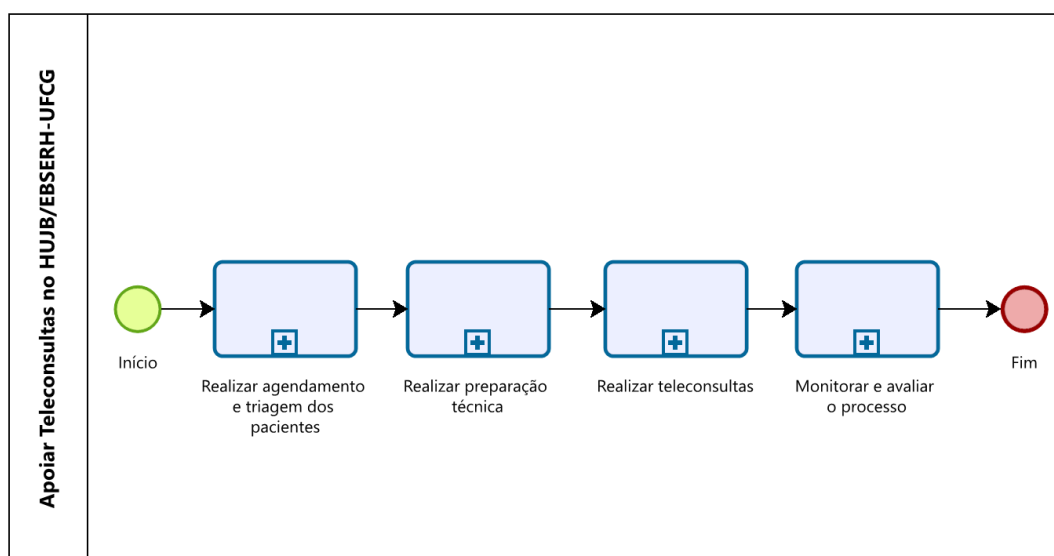 Apoiar Teleconsultas no HUJB/EBSERH-UFCG
Início
Realizar agendamento
e triagem dos
pacientes
Realizar preparação
técnica
Realizar teleconsultas
Monitorar e avaliar
o processo
Fim